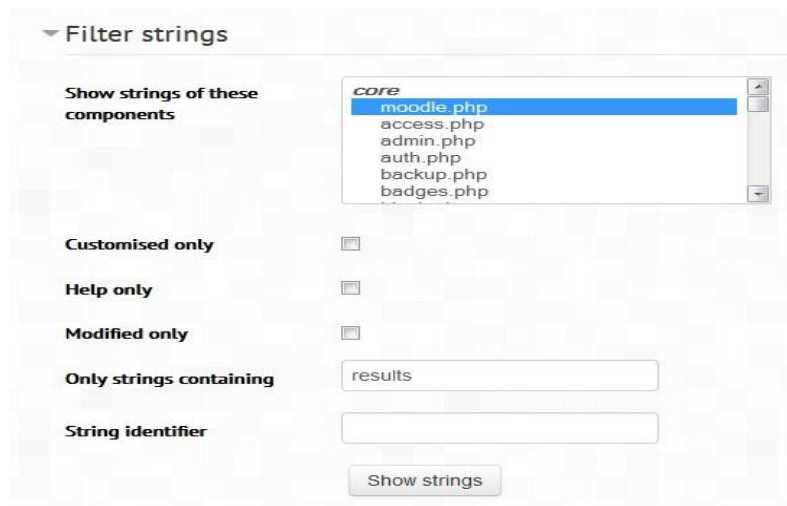 Filter strings
Show strings of these
components
core
moodle.php
access.php
admin.php
auth.php
backup.php
badges.php
Customised only
Help only
Modified only
Only strings containing
results
String identifier
Show strings